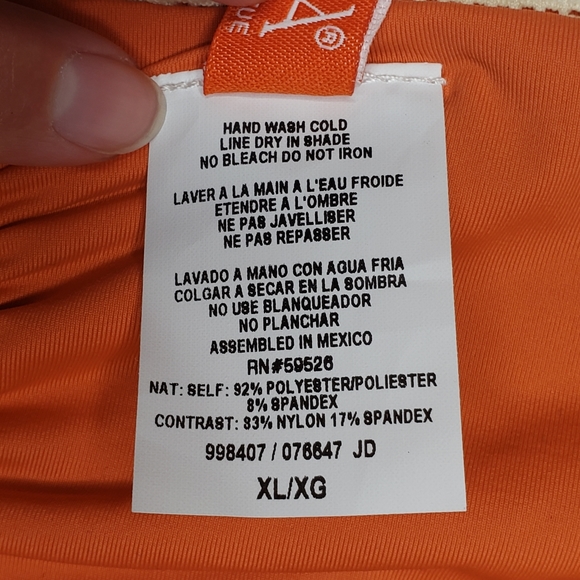 A®
UE
HAND WASH COLD
LINE DRY IN SHADE
NO BLEACH DO NOT IRON
LAVER A LA MAIN A L'EAU FROIDE
ETENDRE A L'OMBRE
NE PAS JAVELLISER
NE PAS REPASSER
LAVADO A MANO CON AGUA FRIA
COLGAR A SECAR EN LA SOMBRA
NO USE BLANQUEADOR
NO PLANCHAR
ASSEMBLED IN MEXICO
RN#59526
NAT: SELF: 92% POLYESTER/POLIESTER
8% SPANDEX
CONTRAST: 83% NYLON 17% SPANDEX
998407 / 076647 JD
XL/XG